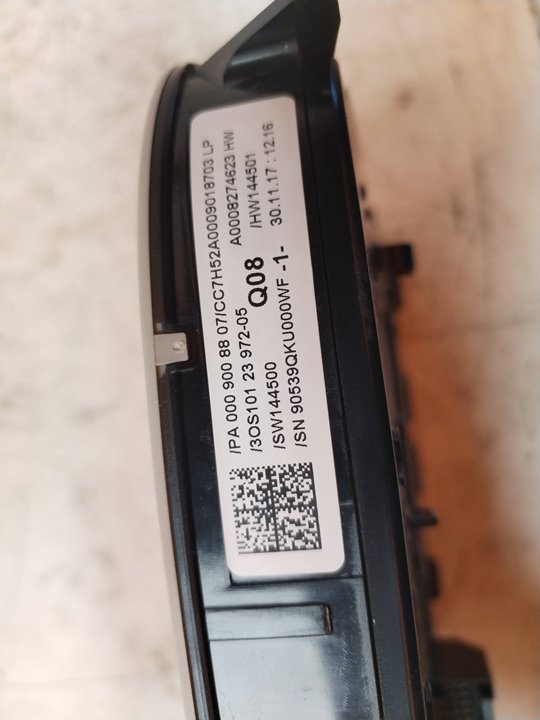 /PA 000 900 88 07/CC7H52A0009018703 LP
/3OS101 23 972-05 A0008274623 HW
/SW144500 Q08 /HW144501
/SN 90539QKU000WF -1- 30.11.17 : 12.16